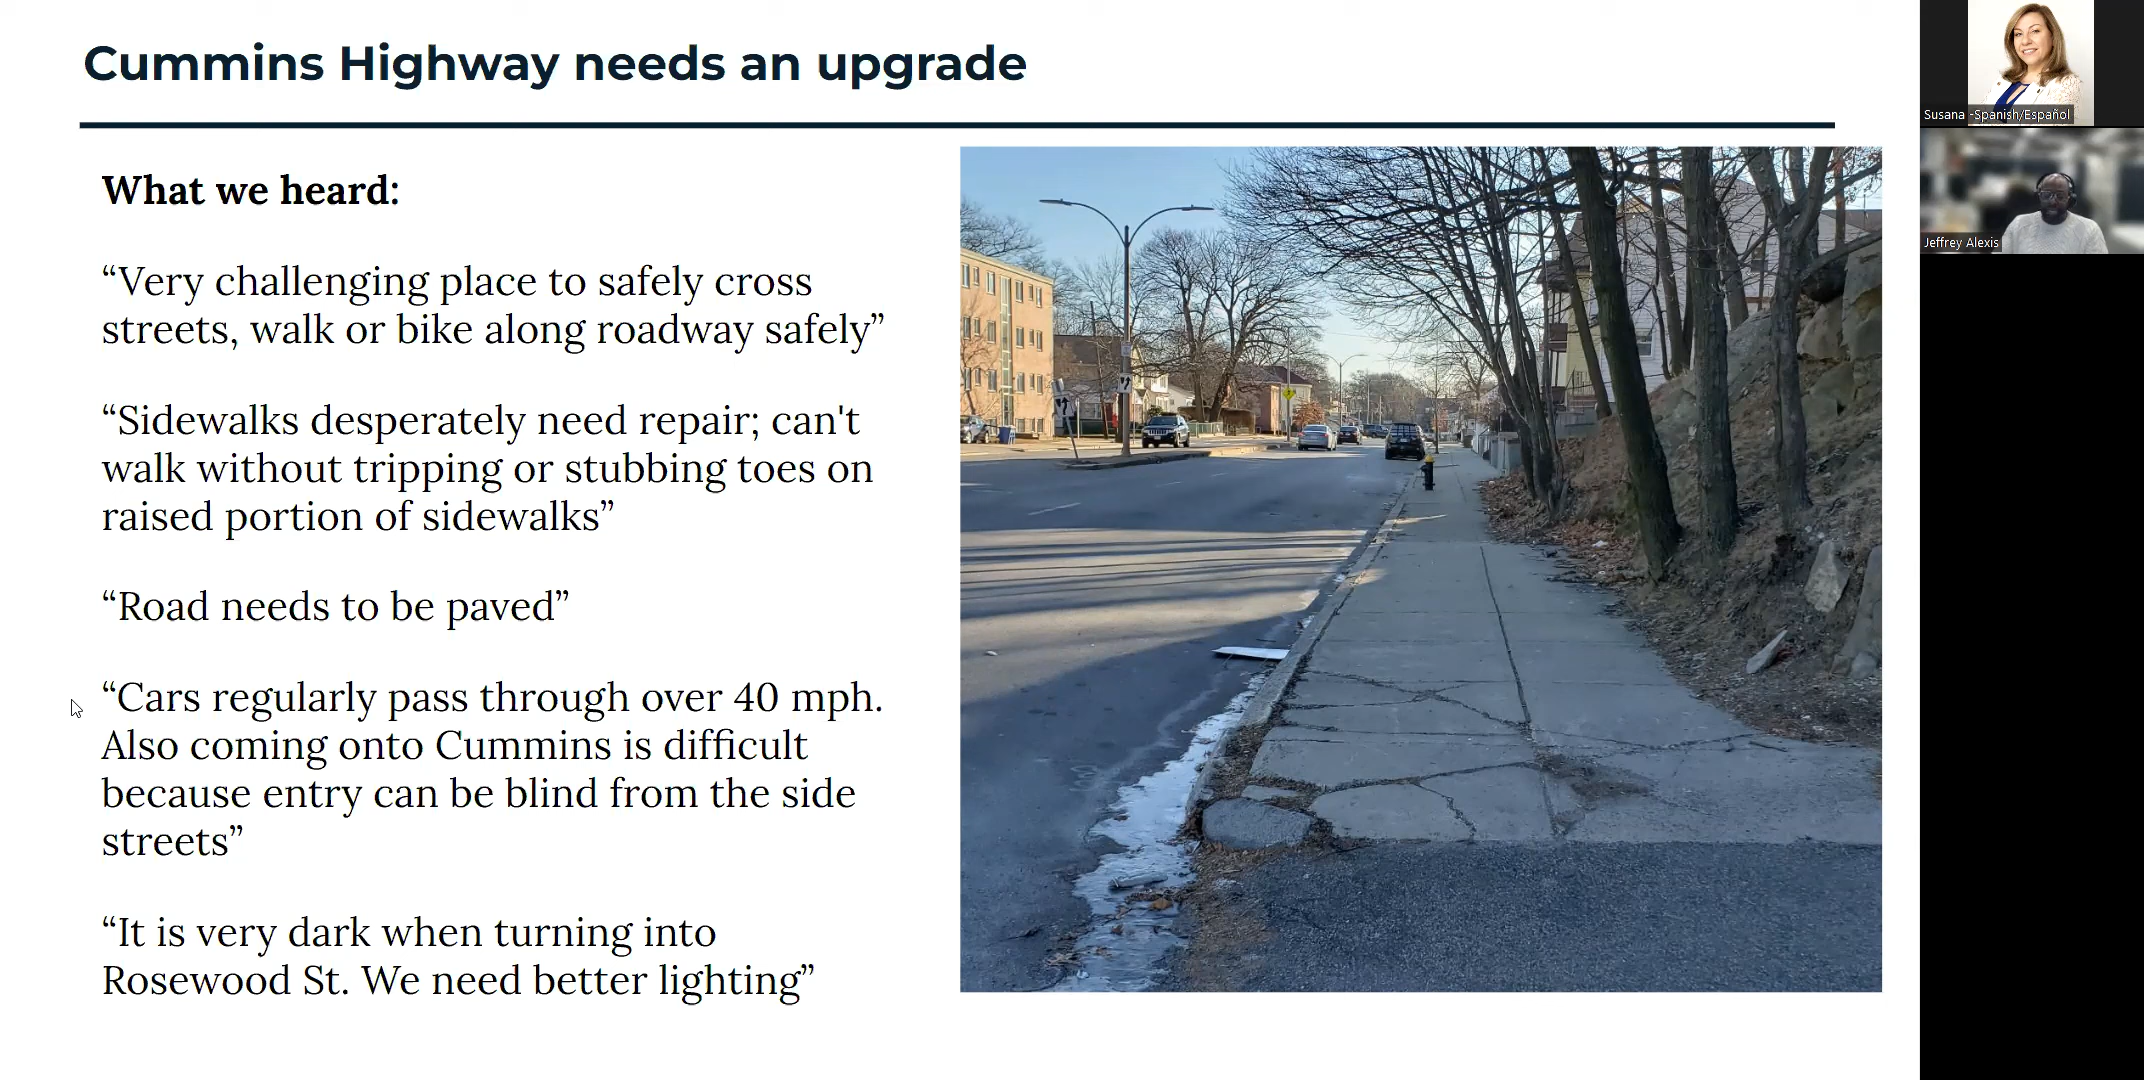 Cummins Highway needs an upgrade
What we heard:
“Very challenging place to safely cross
streets, walk or bike along roadway safely”
“Sidewalks desperately need repair; can't
walk without tripping or stubbing toes on
raised portion of sidewalks”
“Road needs to be paved”
“Cars regularly pass through over 40 mph.
Also coming onto Cummins is difficult
because entry can be blind from the side
streets”
“It is very dark when turning into
Rosewood St. We need better lighting”
Susana -Spanish/Español
Jeffrey Alexis